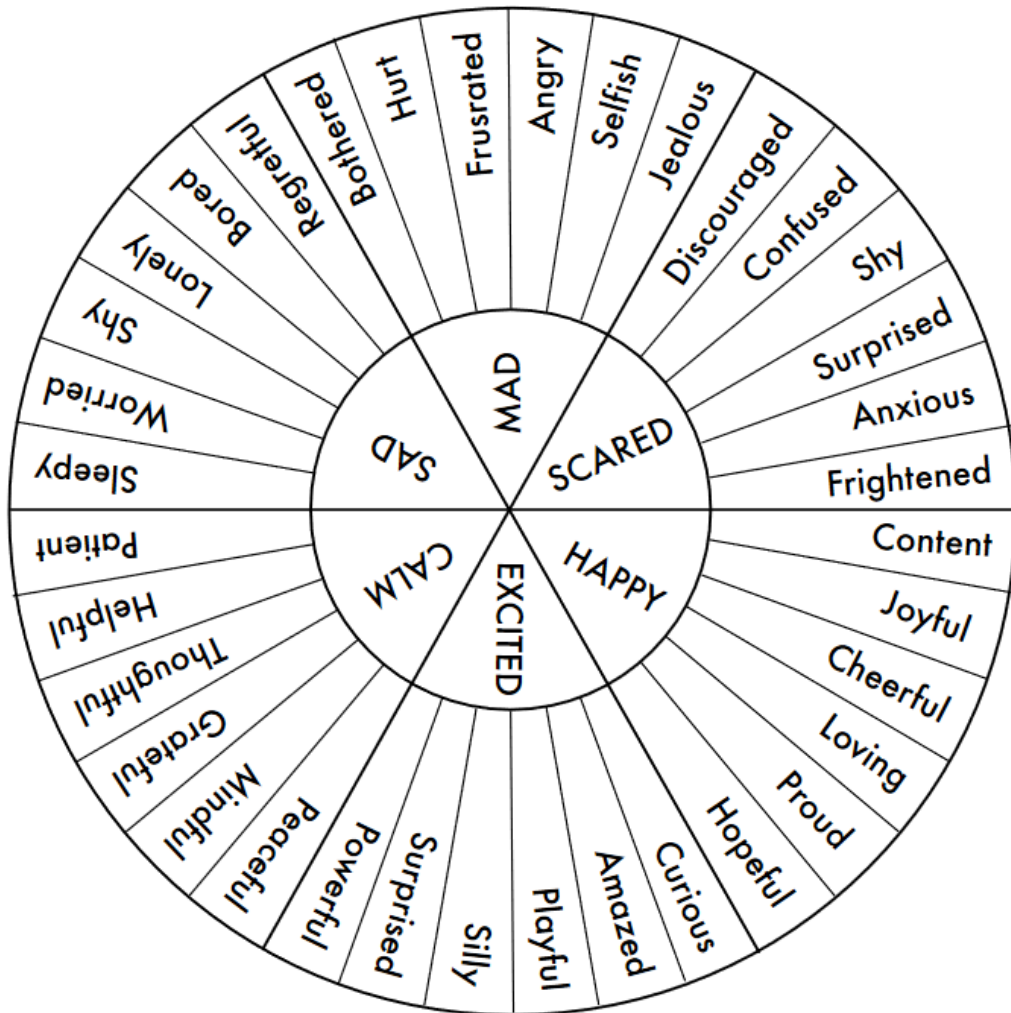 MAD
Bothered
Hurt
Frusrated
Angry
Selfish
Jealous
SCARED
Discouraged
Confused
Shy
Surprised
Anxious
Frightened
HAPPY
Content
Joyful
Cheerful
Loving
Proud
Hopeful
EXCITED
Curious
Amazed
Playful
Silly
Surprised
Powerful
CALM
Peaceful
Mindful
Grateful
Thoughtful
Helpful
Patient
SAD
Sleepy
Worried
Shy
Lonely
Bored
Regretful